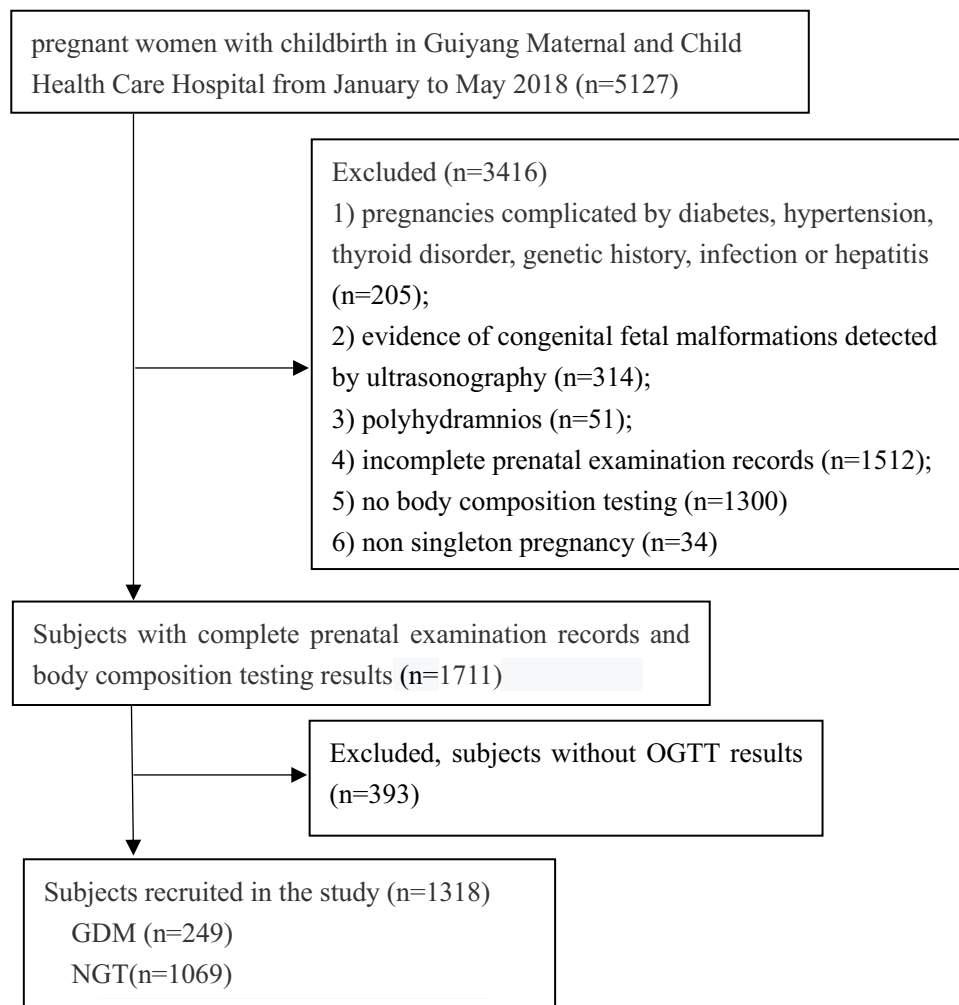 pregnant women with childbirth in Guiyang Maternal and Child
Health Care Hospital from January to May 2018 (n=5127)
Excluded (n=3416)
1) pregnancies complicated by diabetes, hypertension,
thyroid disorder, genetic history, infection or hepatitis
(n=205);
2) evidence of congenital fetal malformations detected
by ultrasonography (n=314);
3) polyhydramnios (n=51);
4) incomplete prenatal examination records (n=1512);
5) no body composition testing (n=1300)
6) non singleton pregnancy (n=34)
Subjects with complete prenatal examination records and
body composition testing results (n=1711)
Excluded, subjects without OGTT results
(n=393)
Subjects recruited in the study (n=1318)
GDM (n=249)
NGT(n=1069)